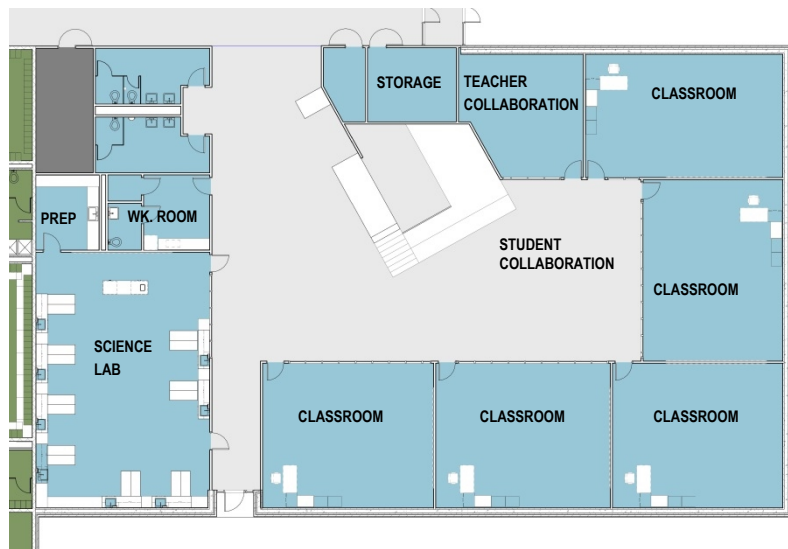 STORAGE
TEACHER
COLLABORATION
CLASSROOM
PREP
WK. ROOM
STUDENT
COLLABORATION
CLASSROOM
SCIENCE
LAB
CLASSROOM
CLASSROOM
CLASSROOM